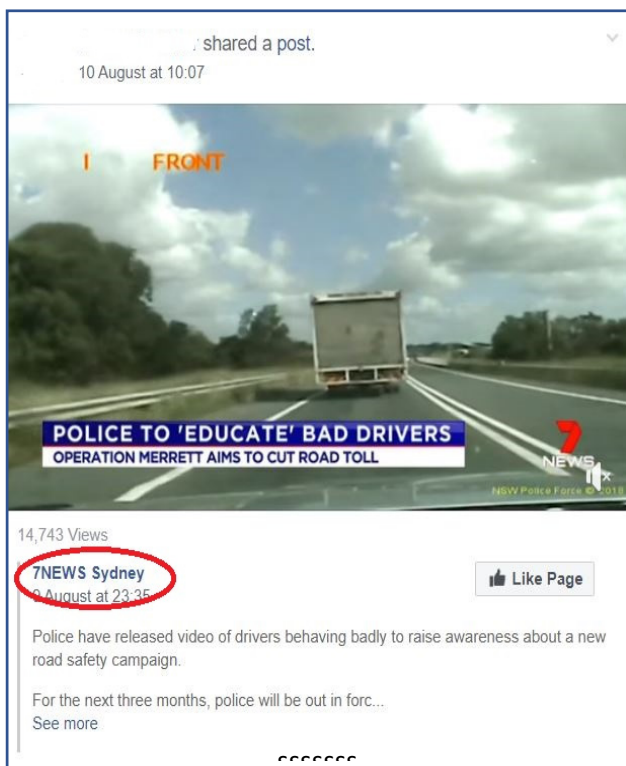 shared a post.
10 August at 10:07
I FRONT
POLICE TO 'EDUCATE' BAD DRIVERS
OPERATION MERRETT AIMS TO CUT ROAD TOLL
7
NEWS
NSW Police Force © 2018
14,743 Views
7NEWS Sydney
9 August at 23:35
Like Page
Police have released video of drivers behaving badly to raise awareness about a new
road safety campaign.
For the next three months, police will be out in forc...
See more